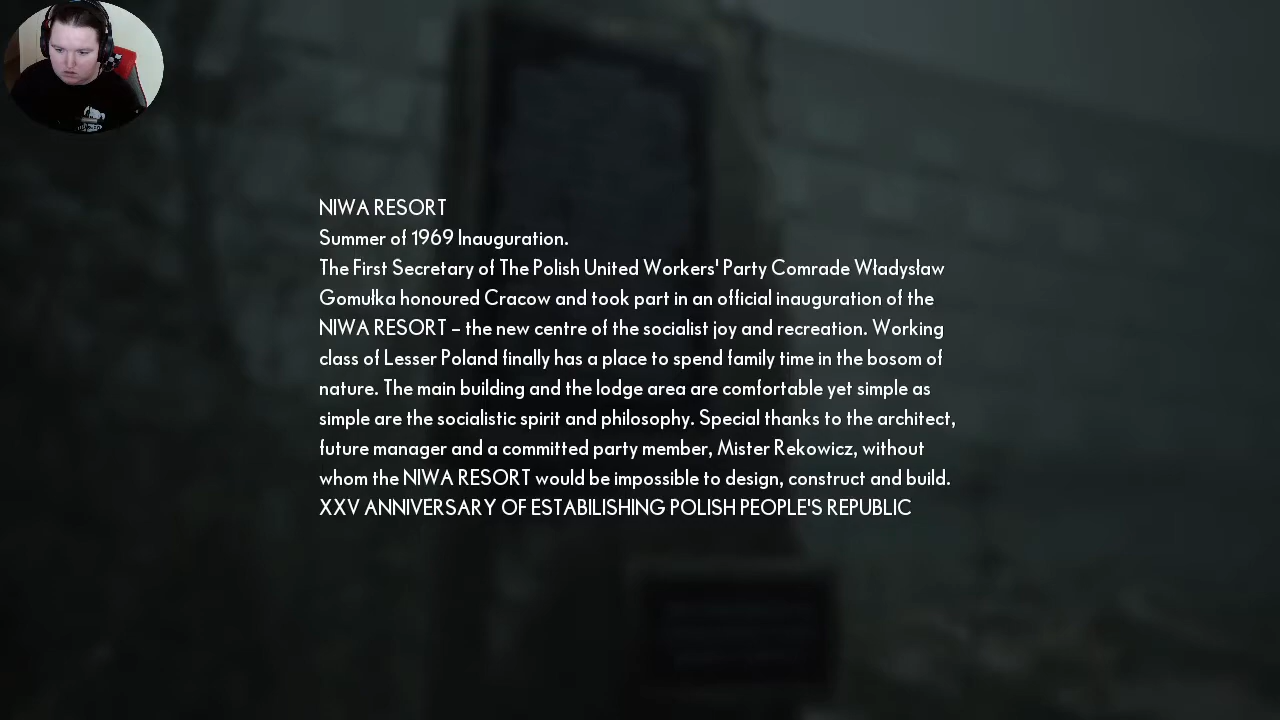 NIWA RESORT
Summer of 1969 Inauguration.
The First Secretary of The Polish United Workers' Party Comrade Władysław
Gomułka honoured Cracow and took part in an official inauguration of the
NIWA RESORT – the new centre of the socialist joy and recreation. Working
class of Lesser Poland finally has a place to spend family time in the bosom of
nature. The main building and the lodge area are comfortable yet simple as
simple are the socialistic spirit and philosophy. Special thanks to the architect,
future manager and a committed party member, Mister Rekowicz, without
whom the NIWA RESORT would be impossible to design, construct and build.
XXV ANNIVERSARY OF ESTABILISHING POLISH PEOPLE'S REPUBLIC